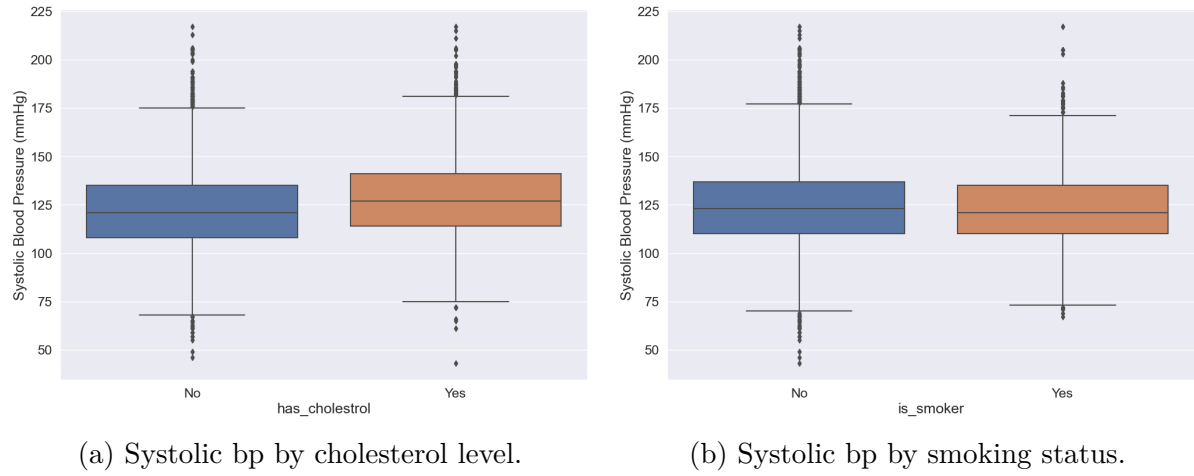 225
200
175
150
125
100
75
50
Systolic Blood Pressure (mmHg)
No
Yes
has_cholestrol
(a) Systolic bp by cholesterol level.
225
200
175
150
125
100
75
50
Systolic Blood Pressure (mmHg)
No
Yes
is_smoker
(b) Systolic bp by smoking status.